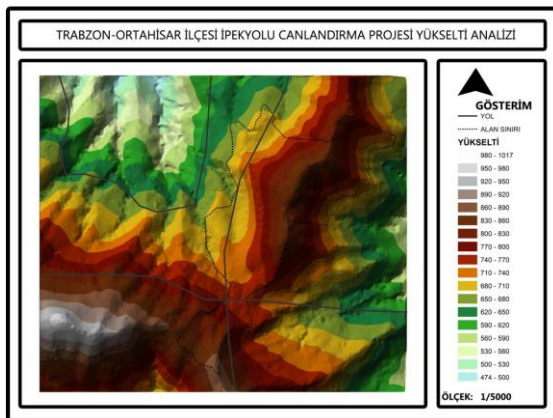 TRABZON-ORTAHİSAR İLÇESİ İPEKYOLU CANLANDIRMA PROJESİ YÜKSELTİ ANALİZİ
GÖSTERİM
YOL
ALAN SINIRI
YÜKSELTİ
980 - 1017
950 - 980
920 - 950
890 - 920
860 - 890
830 - 860
800 - 830
770 - 800
740 - 770
710 - 740
680 - 710
650 - 680
620 - 650
590 - 620
560 - 590
530 - 560
500 - 530
474 - 500
ÖLÇEK: 1/5000